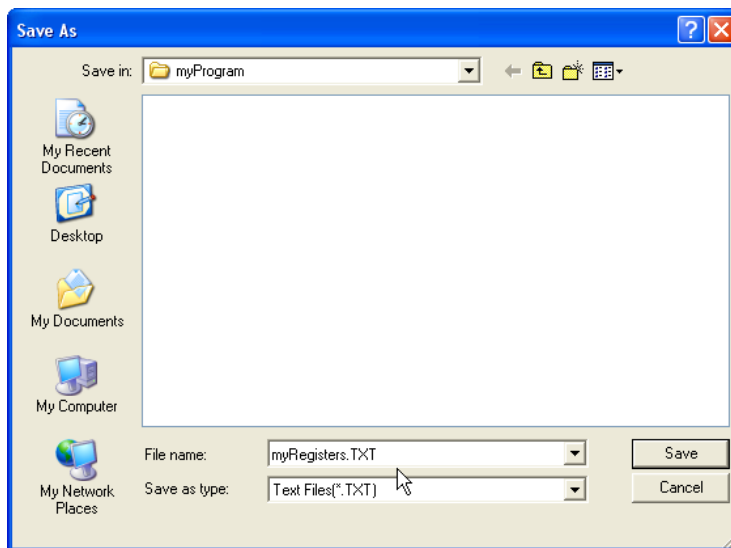 Save As
Save in: myProgram
My Recent
Documents
Desktop
My Documents
My Computer
My Network
Places
File name: myRegisters.TXT Save
Save as type: Text Files(*.TXT) Cancel